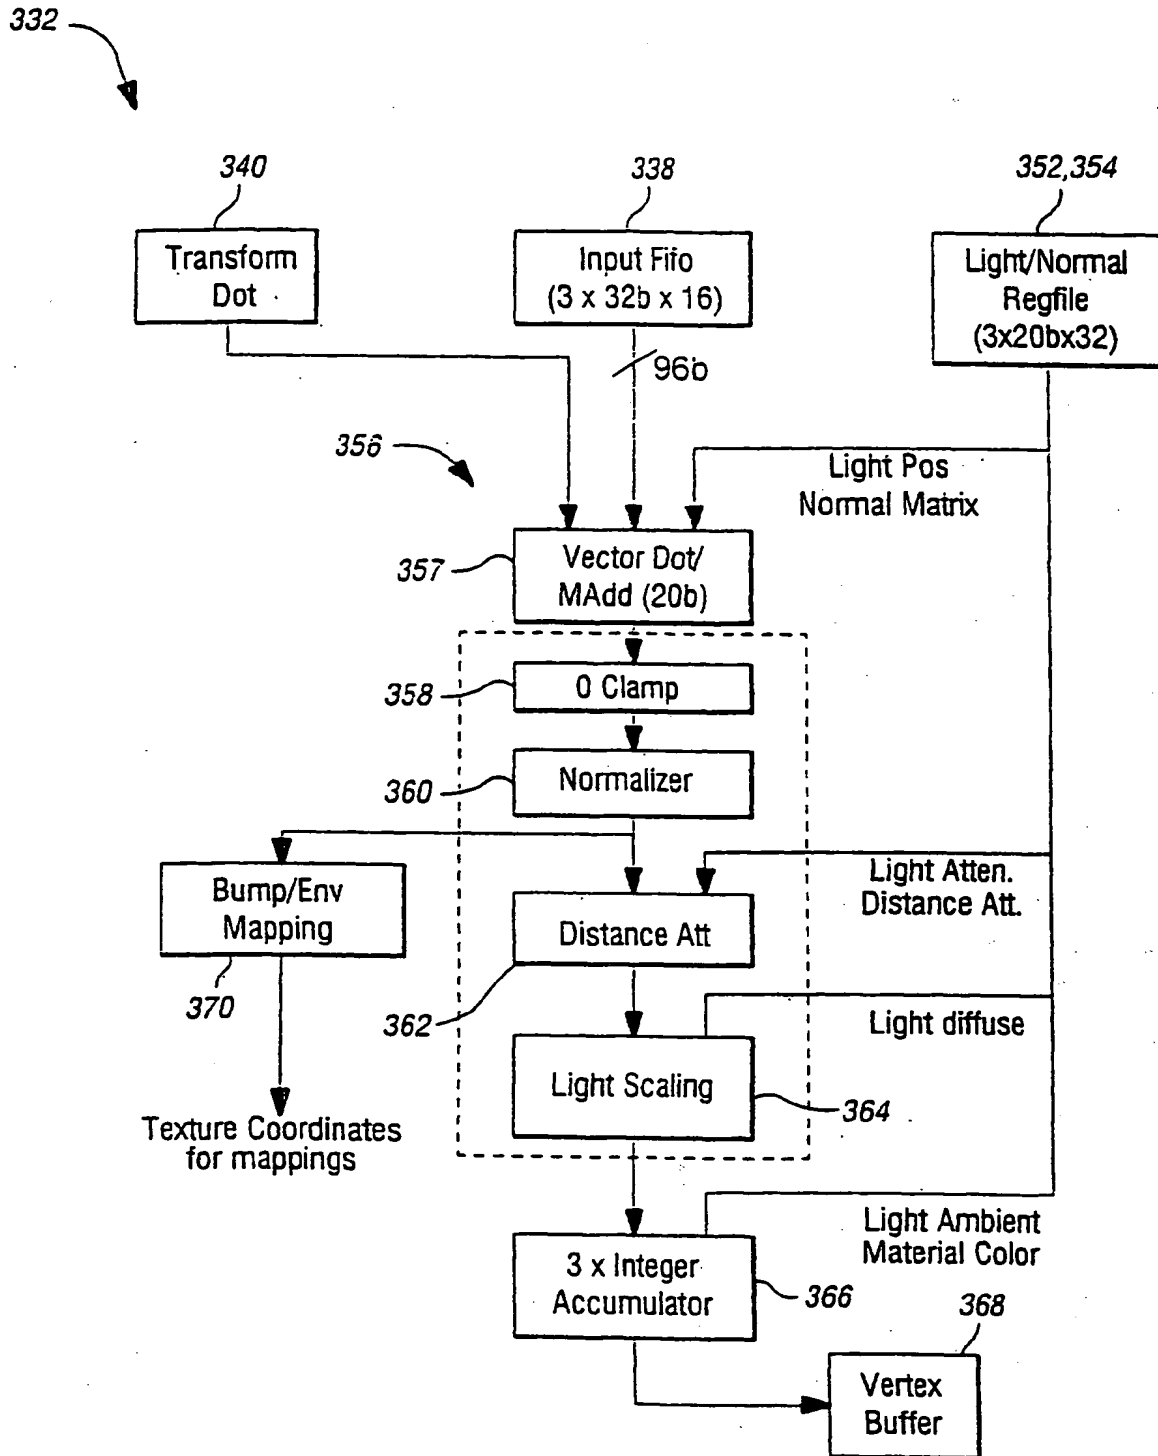 332
340
338
352,354
Transform
Dot
Input Fifo
(3 x 32b x 16)
Light/Normal
Regfile
(3x20bx32)
96b
356
Light Pos
Normal Matrix
357
Vector Dot/
MAdd (20b)
358
0 Clamp
360
Normalizer
Bump/Env
Mapping
370
Light Atten.
Distance Att.
Distance Att
362
Light diffuse
Light Scaling
364
Texture Coordinates
for mappings
Light Ambient
Material Color
3 x Integer
Accumulator
366
368
Vertex
Buffer